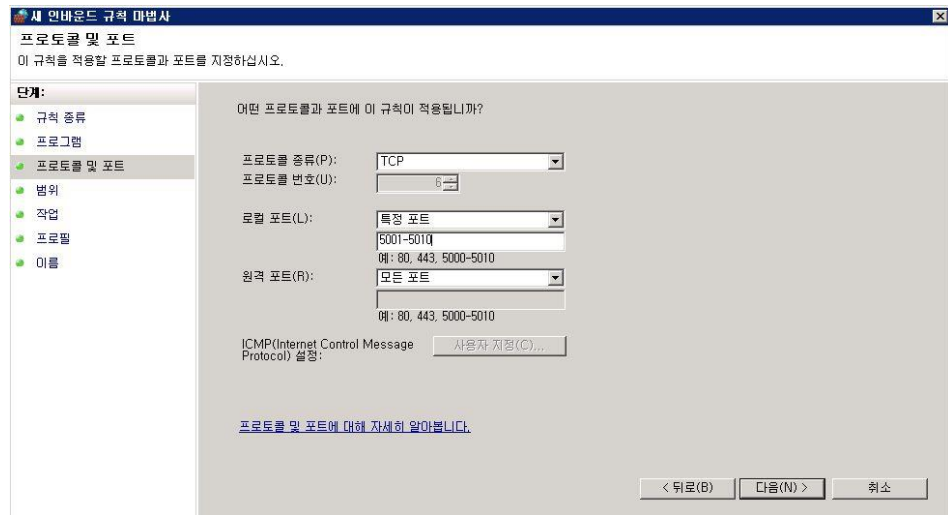 새 인바운드 규칙 마법사
프로토콜 및 포트
이 규칙을 적용할 프로토콜과 포트를 지정하십시오.
단계:
규칙 종류
프로그램
프로토콜 및 포트
범위
작업
프로필
이름
어떤 프로토콜과 포트에 이 규칙이 적용됩니까?
프로토콜 종류(P): TCP
프로토콜 번호(U): 6
로컬 포트(L): 특정 포트
5001-5010
예: 80, 443, 5000-5010
원격 포트(R): 모든 포트
예: 80, 443, 5000-5010
ICMP(Internet Control Message
Protocol) 설정: 사용자 지정(C)...
프로토콜 및 포트에 대해 자세히 알아봅니다.
< 뒤로(B) 다음(N) > 취소